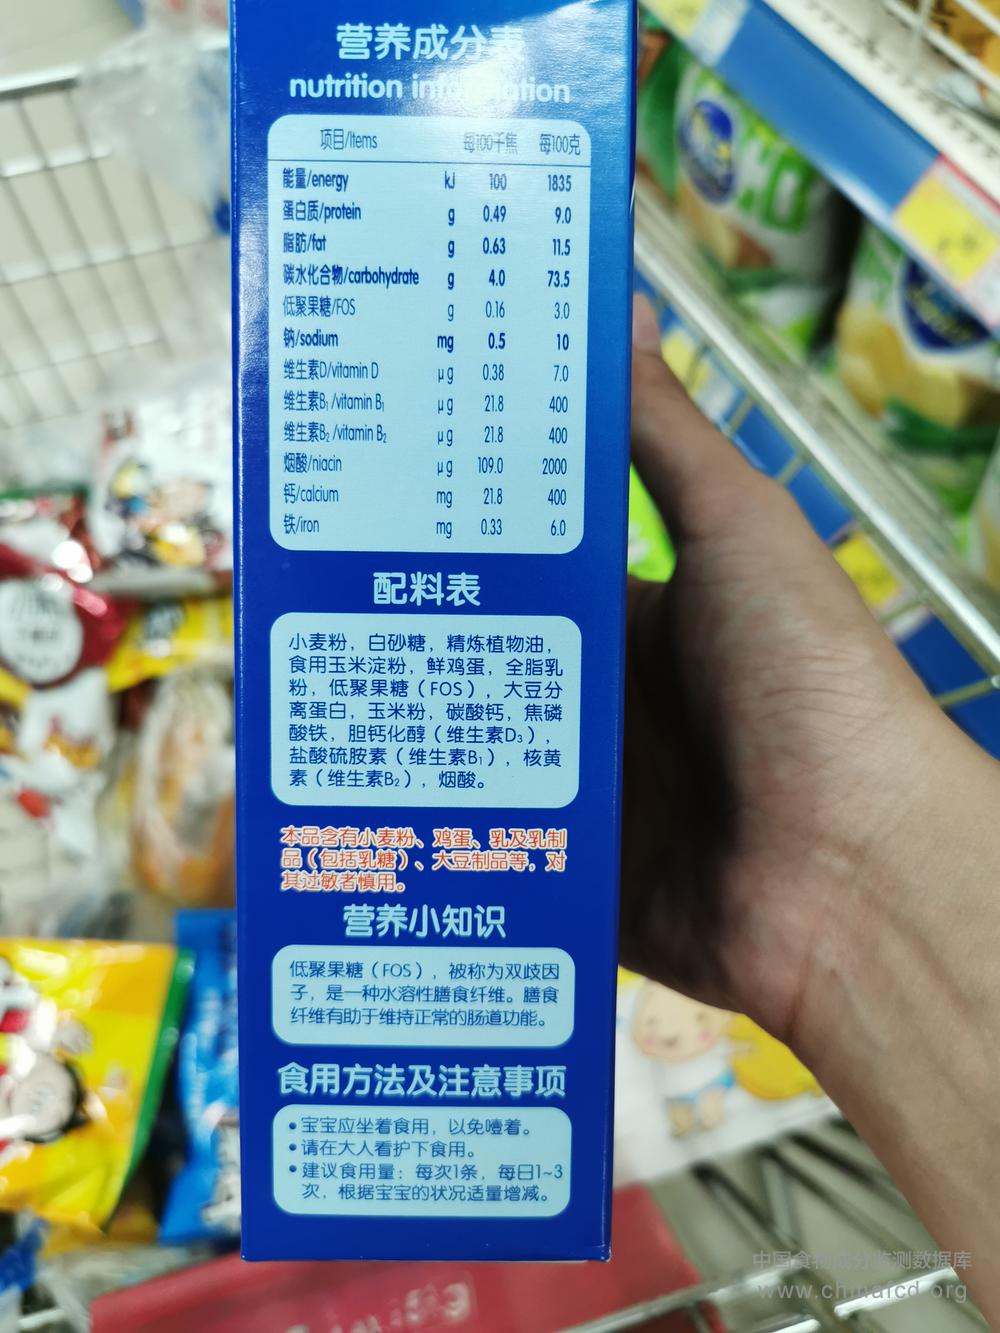 营养成分表
nutrition information
项目/Items 每100千焦 每100克
能量/energy kJ 100 1835
蛋白质/protein g 0.49 9.0
脂肪/fat g 0.63 11.5
碳水化合物/carbohydrate g 4.0 73.5
低聚果糖/FOS g 0.16 3.0
钠/sodium mg 0.5 10
维生素D/vitamin D μg 0.38 7.0
维生素B₁/vitamin B₁ μg 21.8 400
维生素B₂/vitamin B₂ μg 21.8 400
烟酸/niacin μg 109.0 2000
钙/calcium mg 21.8 400
铁/iron mg 0.33 6.0
配料表
小麦粉，白砂糖，精炼植物油，
食用玉米淀粉，鲜鸡蛋，全脂乳
粉，低聚果糖（FOS），大豆分
离蛋白，玉米粉，碳酸钙，焦磷
酸铁，胆钙化醇（维生素D₃），
盐酸硫胺素（维生素B₁），核黄
素（维生素B₂），烟酸。
本品含有小麦粉、鸡蛋、乳及乳制
品（包括乳糖）、大豆制品等，对
其过敏者慎用。
营养小知识
低聚果糖（FOS），被称为双歧因
子，是一种水溶性膳食纤维。膳食
纤维有助于维持正常的肠道功能。
食用方法及注意事项
•宝宝应坐着食用，以免噎着。
•请在大人看护下食用。
•建议食用量：每次1条，每日1~3
次，根据宝宝的状况适量增减。
中国食物成分监测数据库
www.chinafcd.org